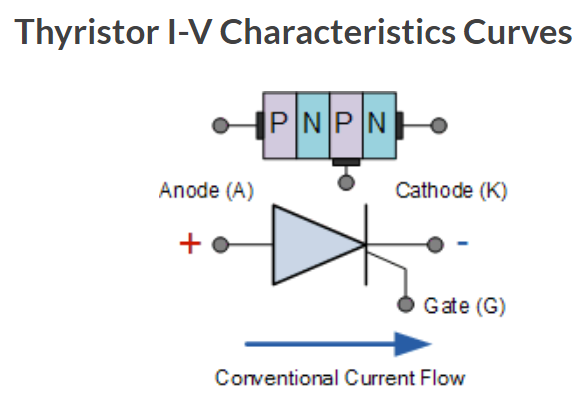 Thyristor I-V Characteristics Curves
P N P N
Anode (A) Cathode (K)
+ -
Gate (G)
Conventional Current Flow